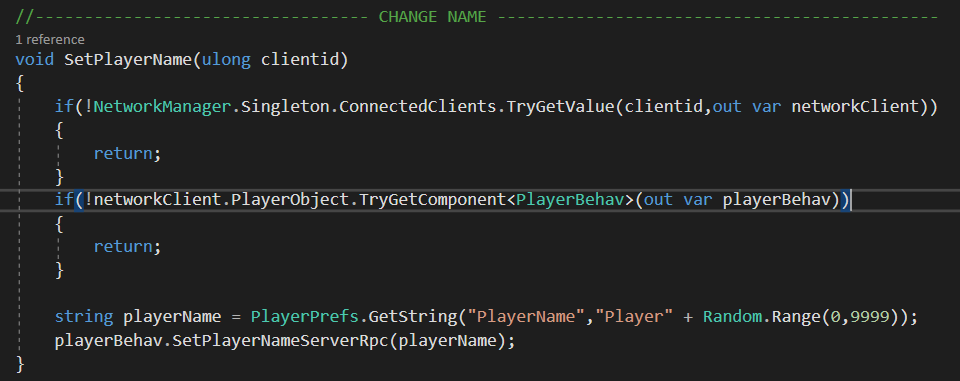 //---------------------------------- CHANGE NAME --------------------------------------------
1 reference
void SetPlayerName(ulong clientid)
{
if(!NetworkManager.Singleton.ConnectedClients.TryGetValue(clientid,out var networkClient))
{
return;
}
if(!networkClient.PlayerObject.TryGetComponent<PlayerBehav>(out var playerBehav))
{
return;
}
string playerName = PlayerPrefs.GetString("PlayerName","Player" + Random.Range(0,9999));
playerBehav.SetPlayerNameServerRpc(playerName);
}